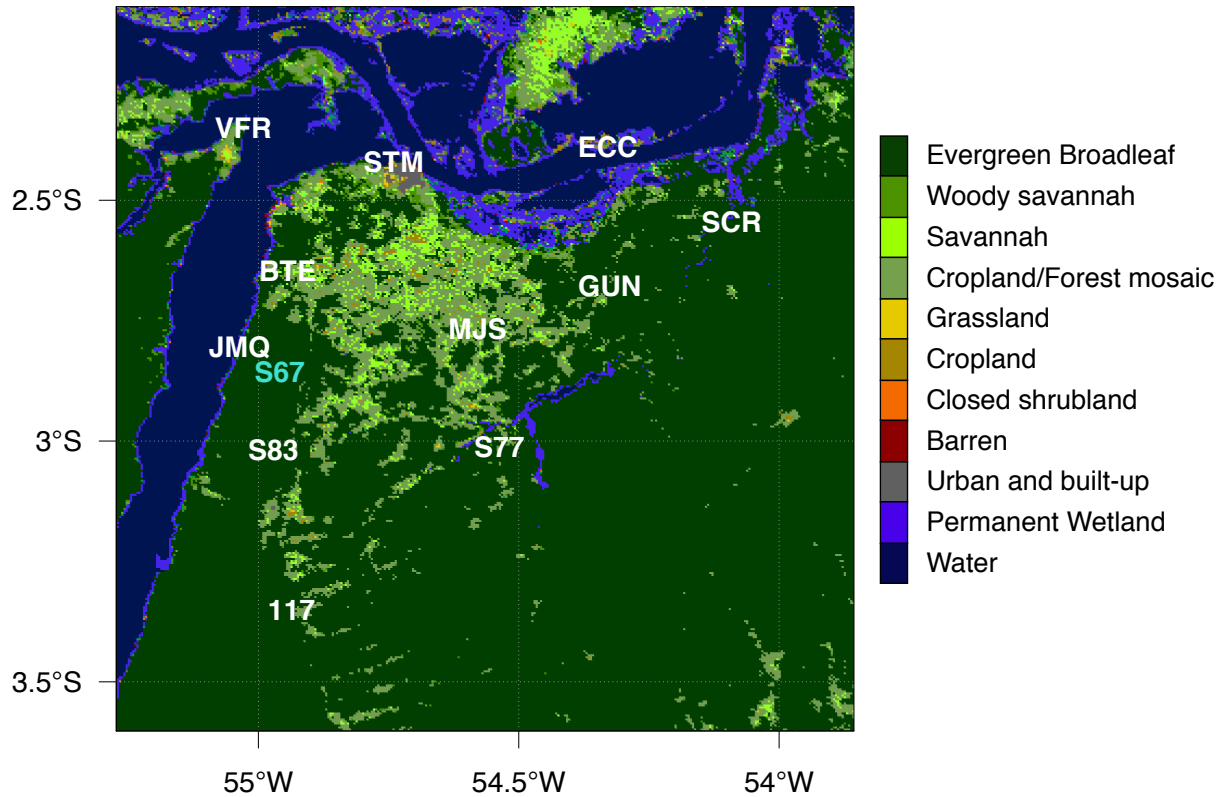 VFR
STM
ECC
SCR
BTE
GUN
MJS
JMQ
S67
S83
S77
117
2.5°S
3°S
3.5°S
55°W
54.5°W
54°W
Evergreen Broadleaf
Woody savannah
Savannah
Cropland/Forest mosaic
Grassland
Cropland
Closed shrubland
Barren
Urban and built-up
Permanent Wetland
Water